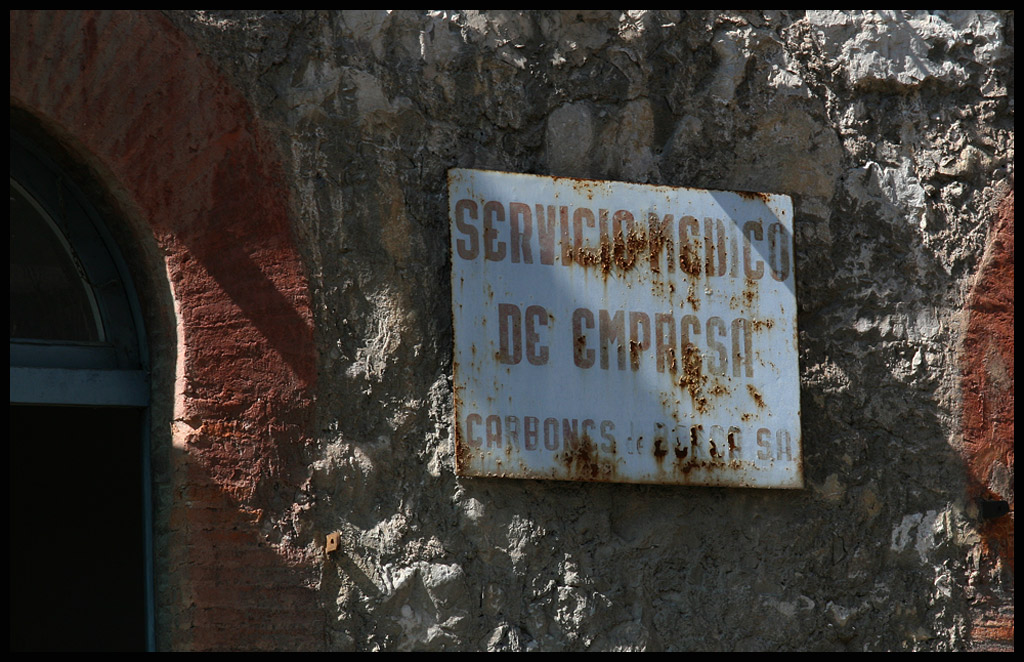 SERVICIO MEDICO
DE EMPRESA
CARBONES de BERGA S.A.